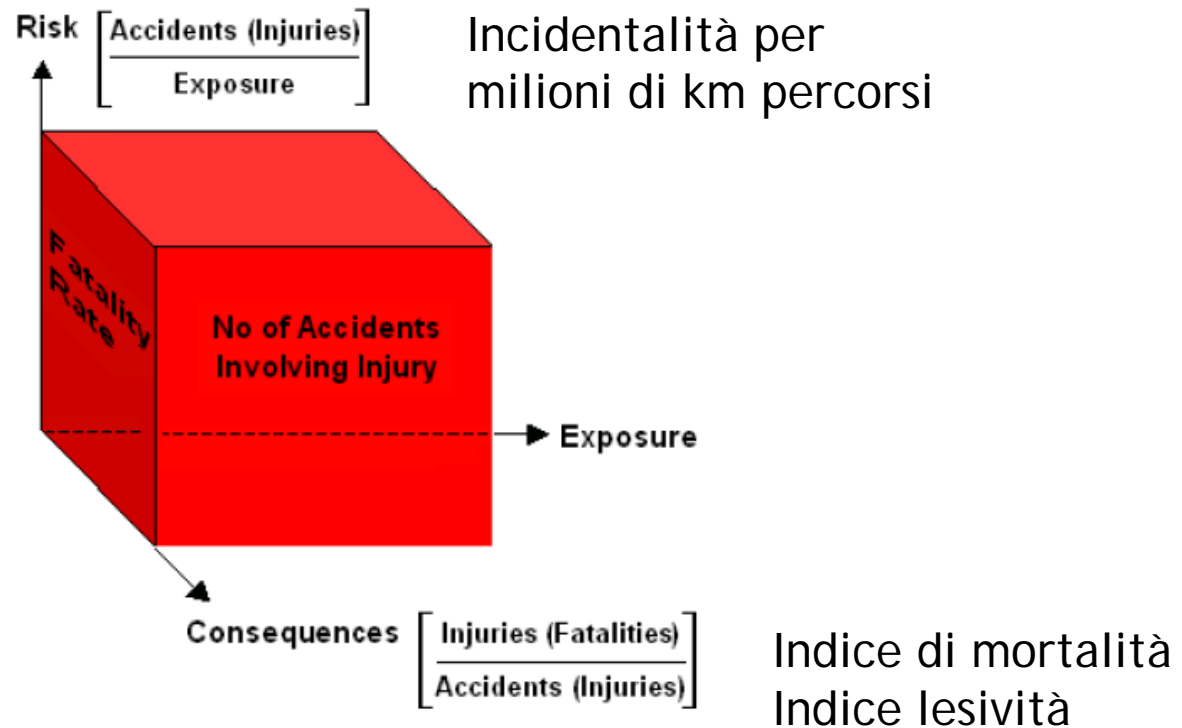 Risk
Accidents (Injuries)
Exposure
Incidentalità per
milioni di km percorsi
Fatality
Rate
No of Accidents
Involving Injury
Exposure
Consequences
Injuries (Fatalities)
Accidents (Injuries)
Indice di mortalità
Indice lesività